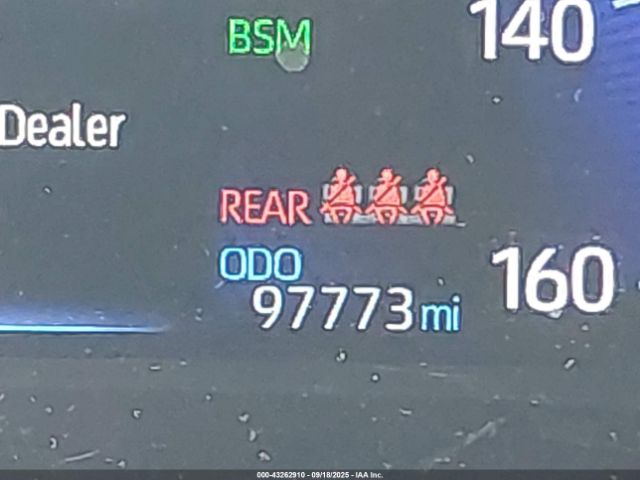 BSM
140
Dealer
REAR
ODO
97773 mi
160
000-43262910 - 09/18/2025 - IAA Inc.